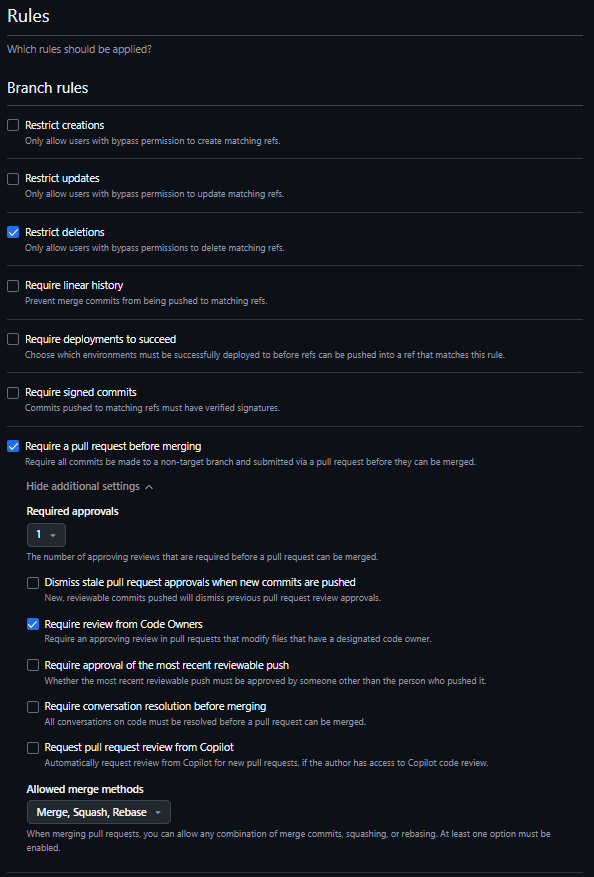 Rules
Which rules should be applied?
Branch rules
Restrict creations
Only allow users with bypass permission to create matching refs.
Restrict updates
Only allow users with bypass permission to update matching refs.
Restrict deletions
Only allow users with bypass permissions to delete matching refs.
Require linear history
Prevent merge commits from being pushed to matching refs.
Require deployments to succeed
Choose which environments must be successfully deployed to before refs can be pushed into a ref that matches this rule.
Require signed commits
Commits pushed to matching refs must have verified signatures.
Require a pull request before merging
Require all commits be made to a non-target branch and submitted via a pull request before they can be merged.
Hide additional settings
Required approvals
1
The number of approving reviews that are required before a pull request can be merged.
Dismiss stale pull request approvals when new commits are pushed
New, reviewable commits pushed will dismiss previous pull request review approvals.
Require review from Code Owners
Require an approving review in pull requests that modify files that have a designated code owner.
Require approval of the most recent reviewable push
Whether the most recent reviewable push must be approved by someone other than the person who pushed it.
Require conversation resolution before merging
All conversations on code must be resolved before a pull request can be merged.
Request pull request review from Copilot
Automatically request review from Copilot for new pull requests, if the author has access to Copilot code review.
Allowed merge methods
Merge, Squash, Rebase
When merging pull requests, you can allow any combination of merge commits, squashing, or rebasing. At least one option must be
enabled.